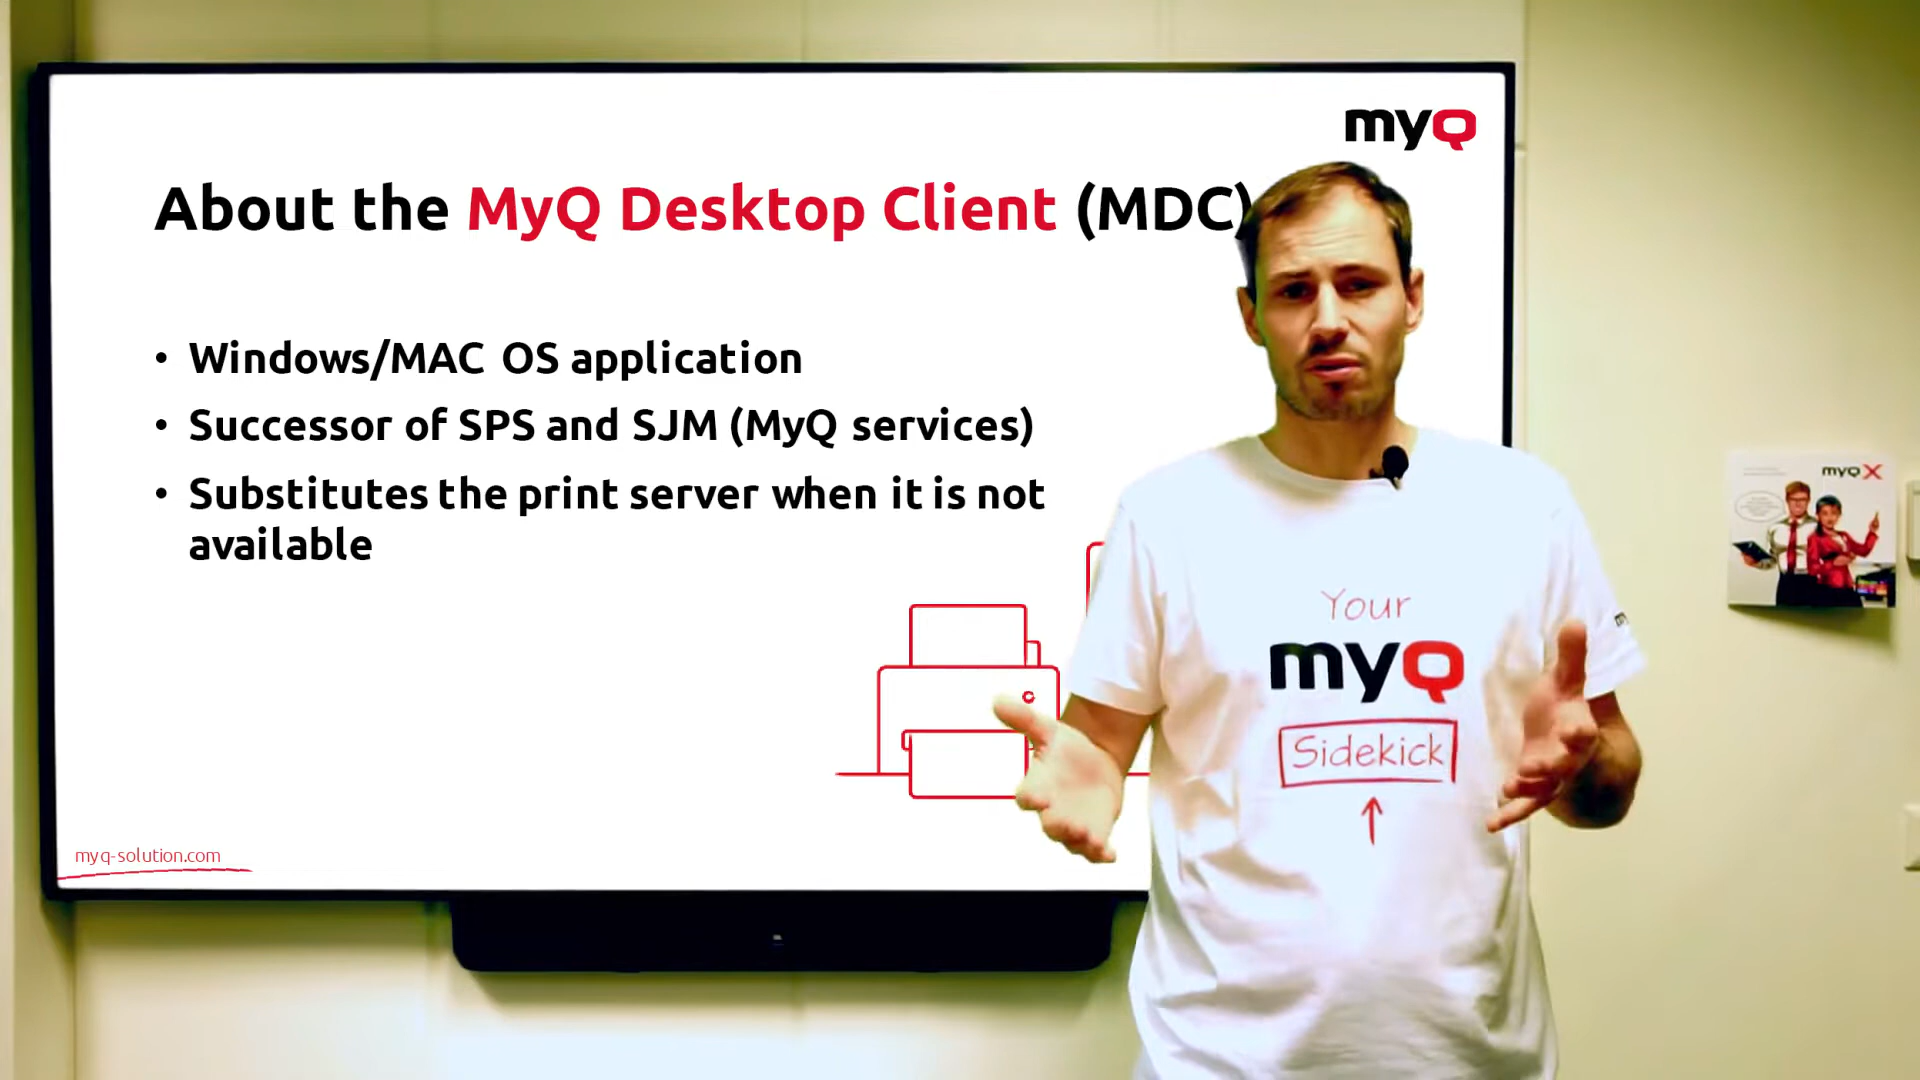 myQ
About the MyQ Desktop Client (MDC)
• Windows/MAC OS application
• Successor of SPS and SJM (MyQ services)
• Substitutes the print server when it is not
available
myq-solution.com
Your
myQ
Sidekick
myQ X